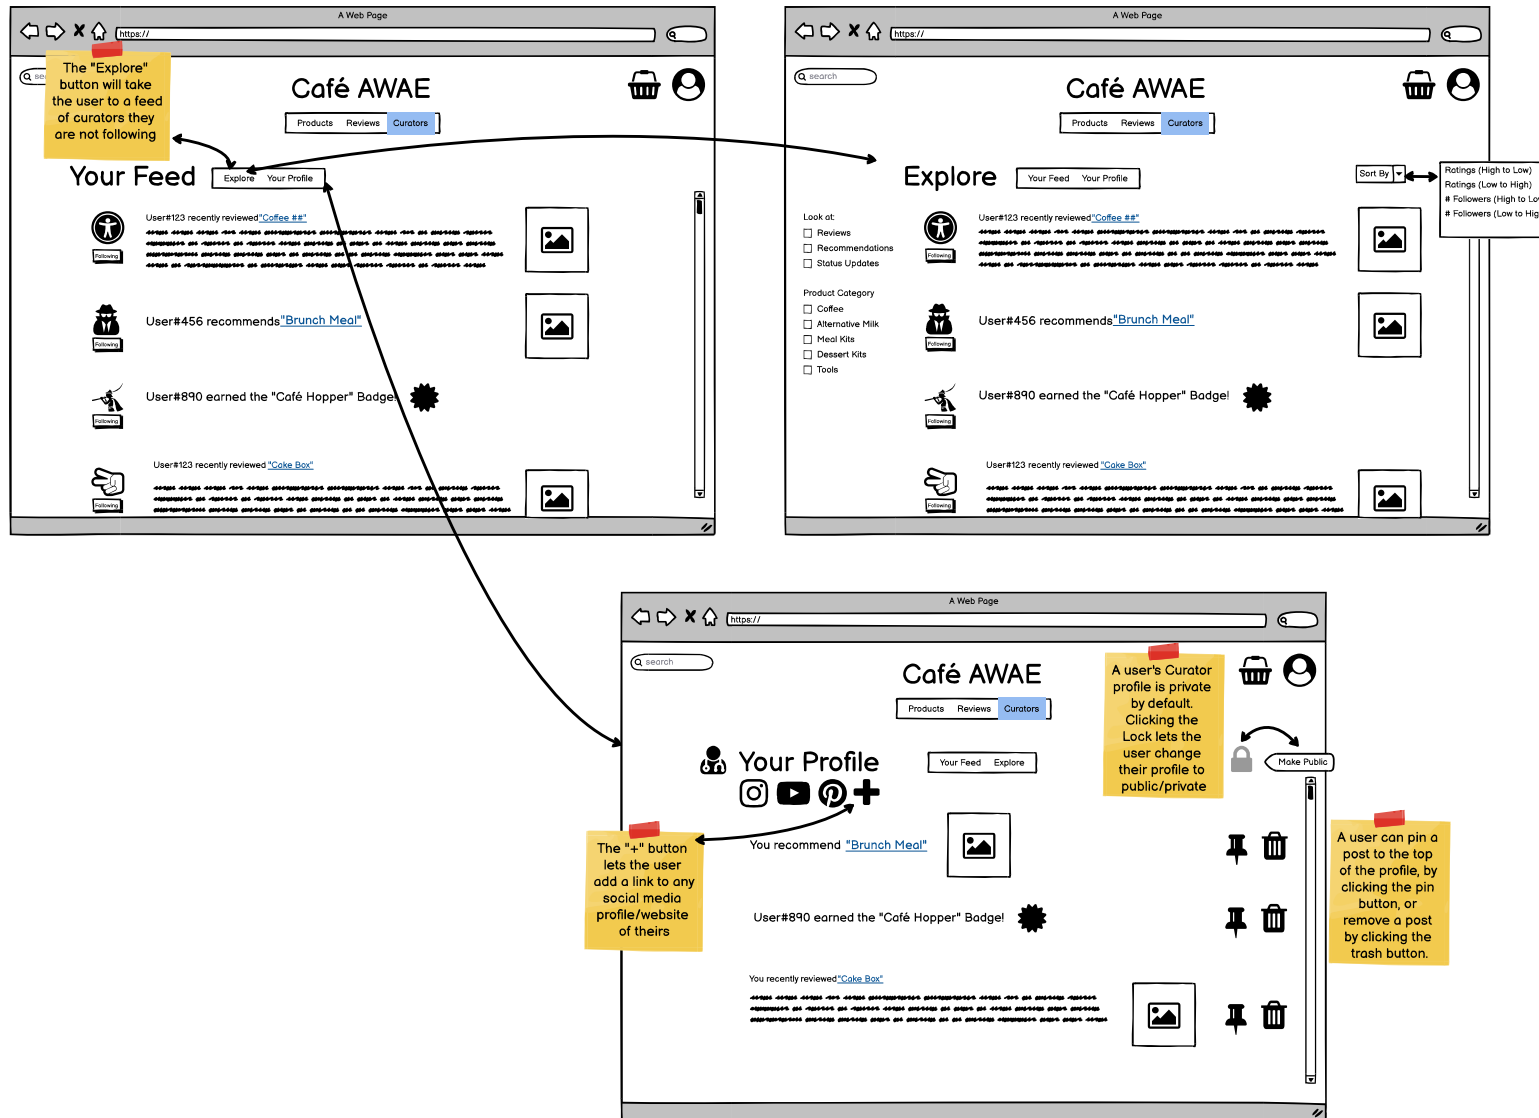 A Web Page
https://
The "Explore"
button will take
the user to a feed
of curators they
are not following
Café AWAE
Products Reviews Curators
Your Feed
Explore Your Profile
User#123 recently reviewed "Coffee ##"
Following
User#456 recommends "Brunch Meal"
Following
User#890 earned the "Café Hopper" Badge!
Following
User#123 recently reviewed "Cake Box"
Following
A Web Page
https://
search
Café AWAE
Products Reviews Curators
Explore
Your Feed Your Profile
Sort By
Ratings (High to Low)
Ratings (Low to High)
# Followers (High to
# Followers (Low to
Look at:
Reviews
Recommendations
Status Updates
Product Category
Coffee
Alternative Milk
Meal Kits
Dessert Kits
Tools
User#123 recently reviewed "Coffee ##"
Following
User#456 recommends "Brunch Meal"
Following
User#890 earned the "Café Hopper" Badge!
Following
User#123 recently reviewed "Cake Box"
Following
A Web Page
https://
search
Café AWAE
Products Reviews Curators
A user's Curator
profile is private
by default.
Clicking the
Lock lets the
user change
their profile to
public/private
Your Profile
Your Feed Explore
Make Public
The "+" button
lets the user
add a link to any
social media
profile/website
of theirs
You recommend "Brunch Meal"
User#890 earned the "Café Hopper" Badge!
You recently reviewed "Cake Box"
A user can pin a
post to the top
of the profile, by
clicking the pin
button, or
remove a post
by clicking the
trash button.